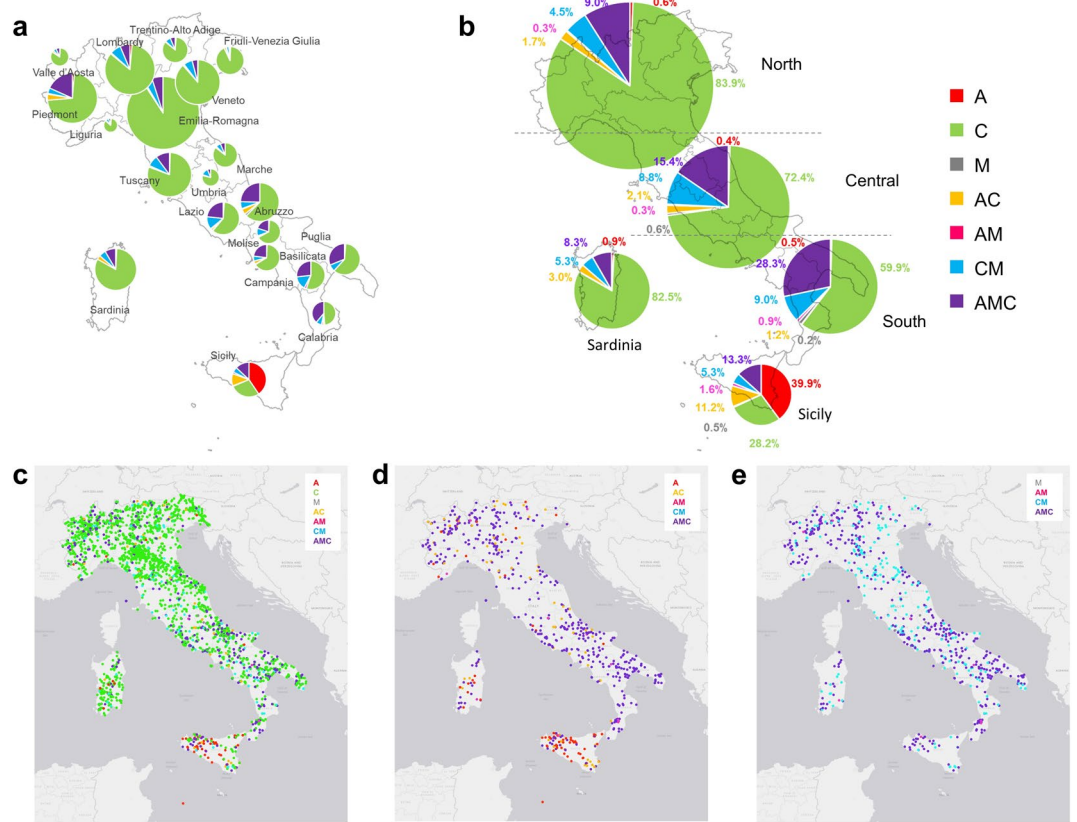 a
Trentino-Alto Adige
Lombardy
Friuli-Venezia Giulia
Valle d'Aosta
Veneto
Piedmont
Emilia-Romagna
Liguria
Marche
Tuscany
Umbria
Lazio
Abruzzo
Molise
Puglia
Basilicata
Campania
Sardinia
Calabria
Sicily
b
9.0%
0.6%
4.5%
0.3%
1.7%
North
83.9%
0.4%
15.4%
8.8%
72.4%
Central
2.1%
0.3%
0.6%
8.3%
0.9%
0.5%
5.3%
28.3%
59.9%
3.0%
82.5%
9.0%
0.9%
South
1.2%
0.2%
Sardinia
13.3%
5.3%
39.9%
1.6%
11.2%
Sicily
0.5%
28.2%
A
C
M
AC
AM
CM
AMC
c
A
C
M
AC
AM
CM
AMC
d
A
AC
AM
CM
AMC
e
M
AM
CM
AMC